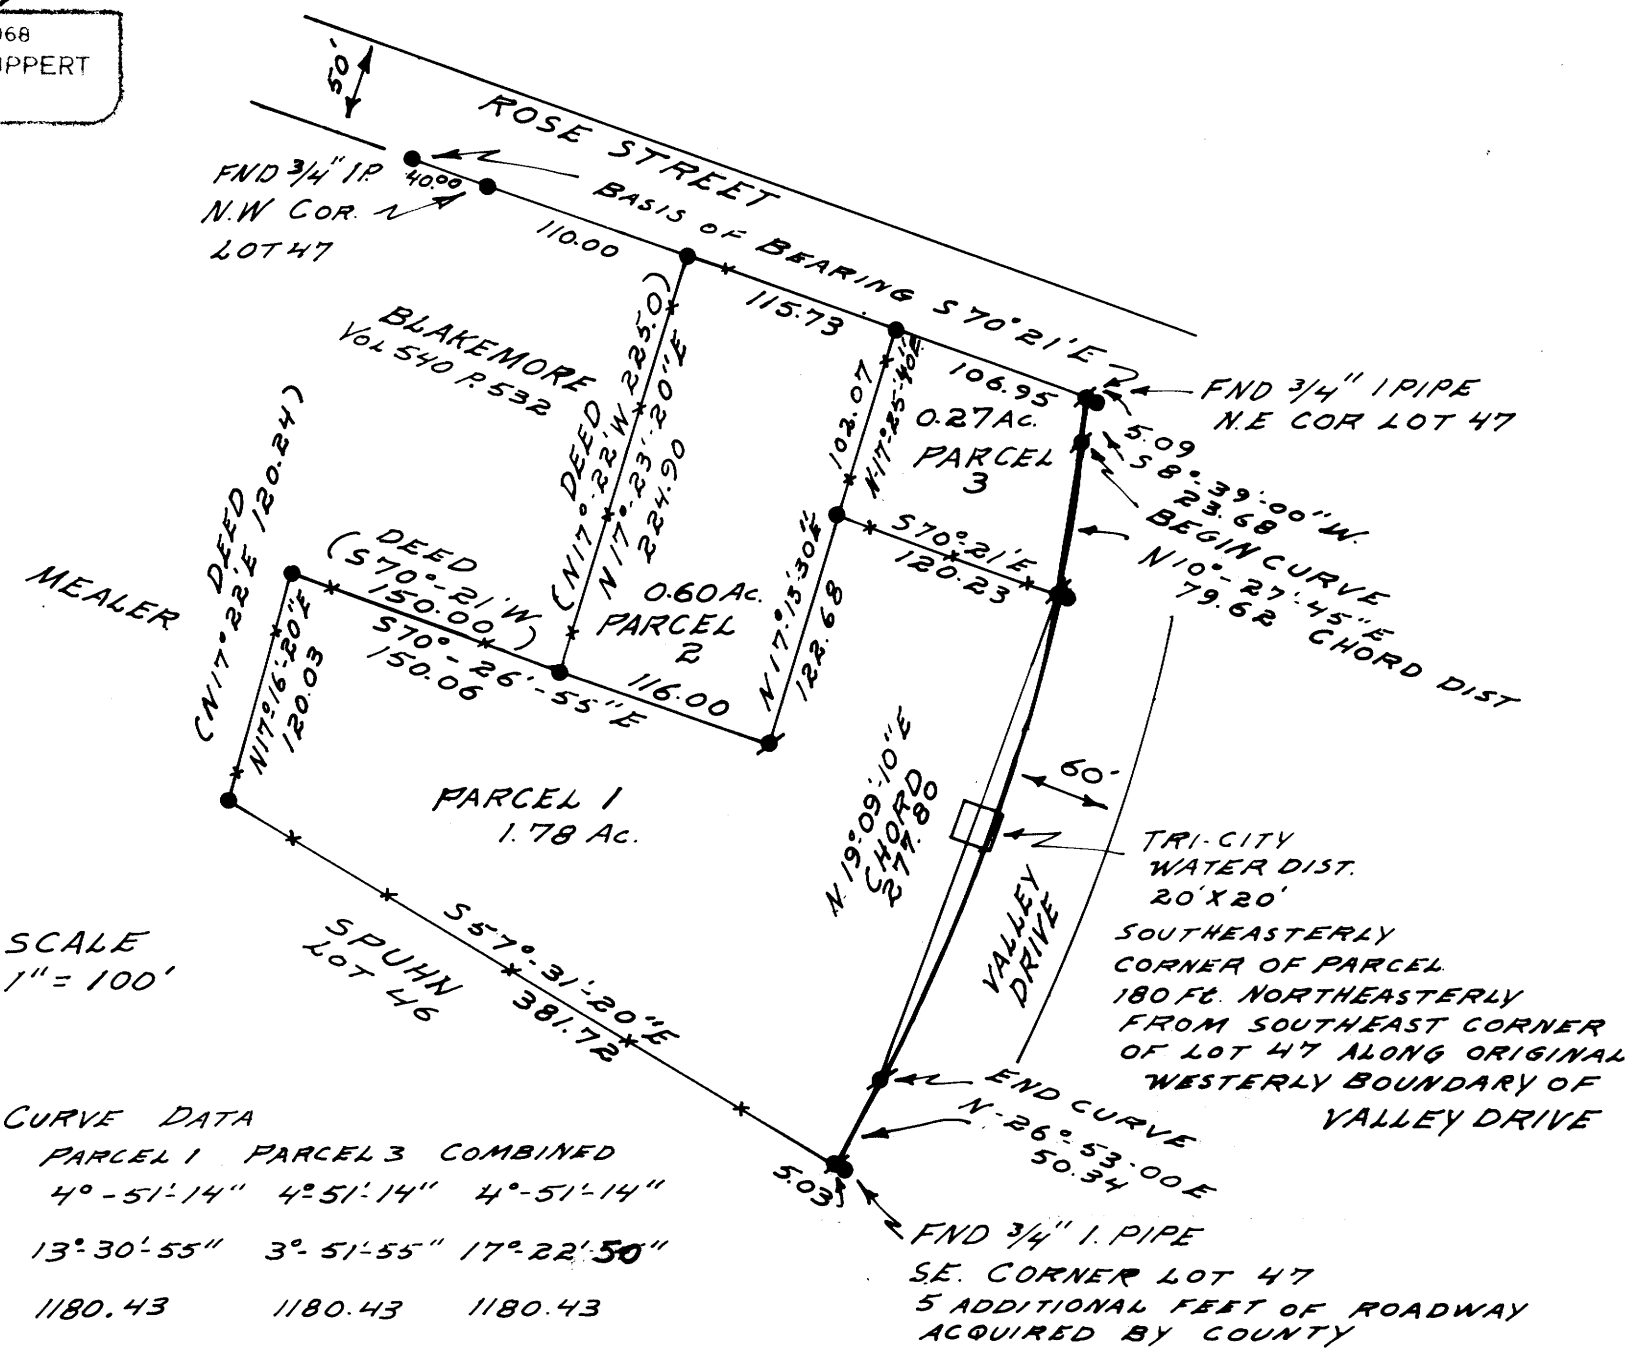 968
PPERT
50'
ROSE STREET
FND 3/4" I.P.
N.W COR.
LOT 47
40.00
BASIS OF BEARING S 70°21'E
110.00
115.73
106.95
FND 3/4" I PIPE
N.E COR LOT 47
BLAKEMORE
VOL 540 P. 532
DEED
(N17°-22'W 225.0)
N17°-23'-20"E
224.90
102.07
N-17°-25'-40"E
0.27 AC.
PARCEL
3
5.09
S 8°-39'-00" W.
23.68
BEGIN CURVE
N10°-27'-45"E
79.62 CHORD DIST
S70°-21'E
120.23
MEALER
DEED
(N17°22'E 120.24)
N17°16'-20"E
120.03
DEED
(S70°-21'W
150.00)
S70°-26'-55"E
150.06
0.60 AC.
PARCEL
2
116.00
N17°-13'30"E
122.68
PARCEL 1
1.78 AC.
N.19°-09'-10"E
CHORD
277.80
60'
TRI-CITY
WATER DIST.
20'X20'
SOUTHEASTERLY
CORNER OF PARCEL
180 Ft. NORTHEASTERLY
FROM SOUTHEAST CORNER
OF LOT 47 ALONG ORIGINAL
WESTERLY BOUNDARY OF
VALLEY DRIVE
VALLEY
DRIVE
SCALE
1"= 100'
SPUHN
LOT 46
S57°-31'-20"E
381.72
END CURVE
N-26°-53'-00E
50.34
5.03
FND 3/4" I. PIPE
S.E. CORNER LOT 47
5 ADDITIONAL FEET OF ROADWAY
ACQUIRED BY COUNTY
CURVE DATA
PARCEL 1 PARCEL 3 COMBINED
4°-51'-14" 4°51'-14" 4°-51'-14"
13°-30'-55" 3°-51'-55" 17°-22'-50"
1180.43 1180.43 1180.43